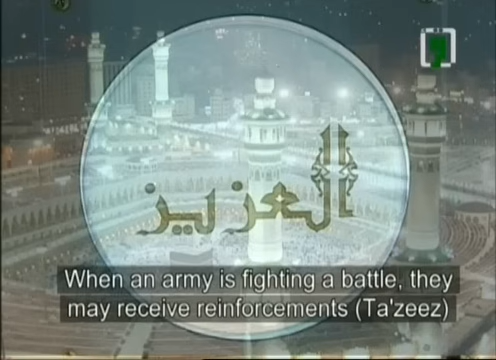 العزيز
When an army is fighting a battle, they
may receive reinforcements (Ta'zeez)